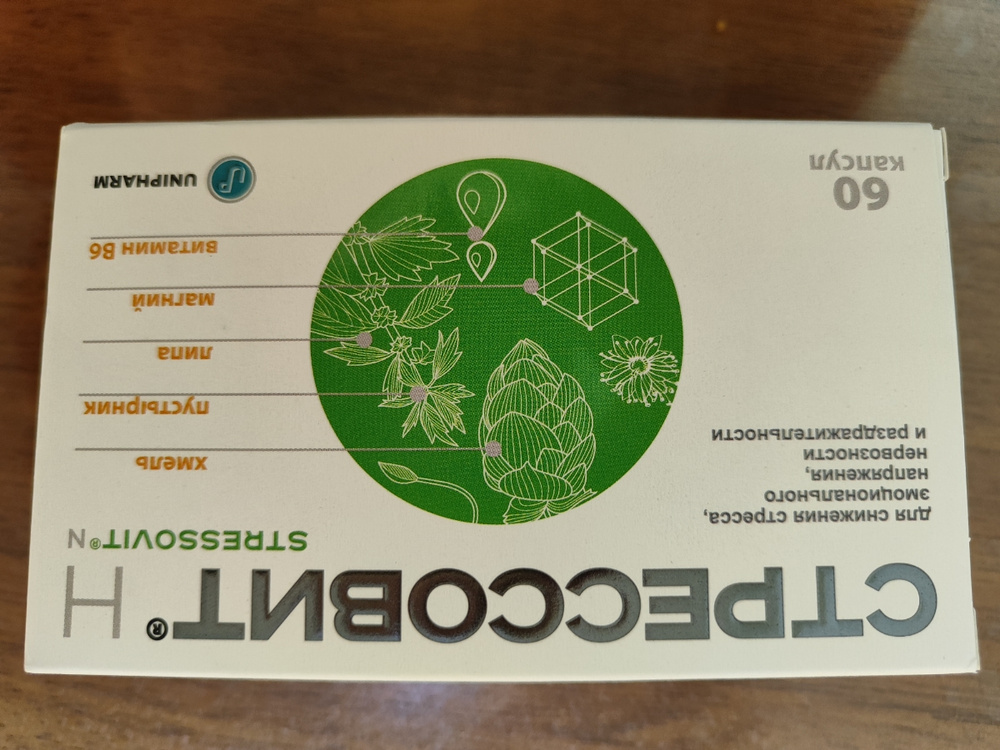 СТРЕССОВИТ® Н
STRESSOVIT® N
для снижения стресса,
эмоционального
напряжения,
нервозности
и раздражительности
хмель
пустырник
липа
магний
витамин B6
60
капсул
UNIPHARM